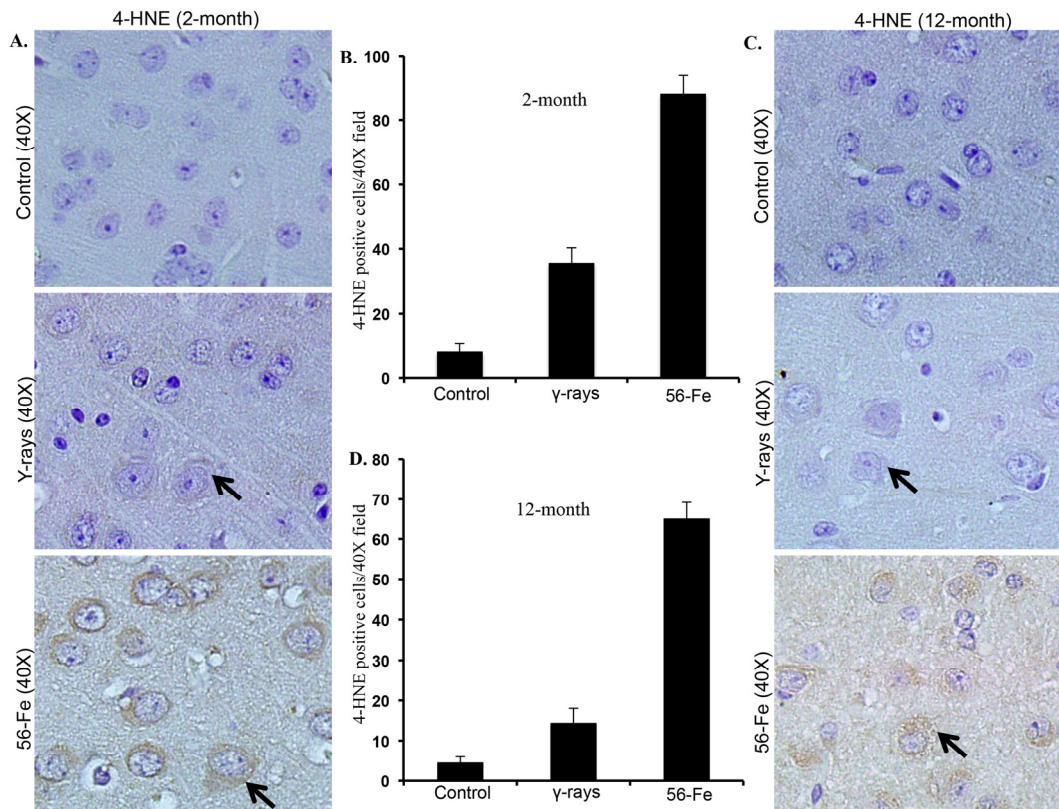 4-HNE (2-month)
A.
Control (40X)
Y-rays (40X)
56-Fe (40X)
B.
4-HNE positive cells/40X field
100
80
60
40
20
0
2-month
Control
γ-rays
56-Fe
D.
4-HNE positive cells/40X field
80
70
60
50
40
30
20
10
0
12-month
Control
γ-rays
56-Fe
4-HNE (12-month)
C.
Control (40X)
Y-rays (40X)
56-Fe (40X)